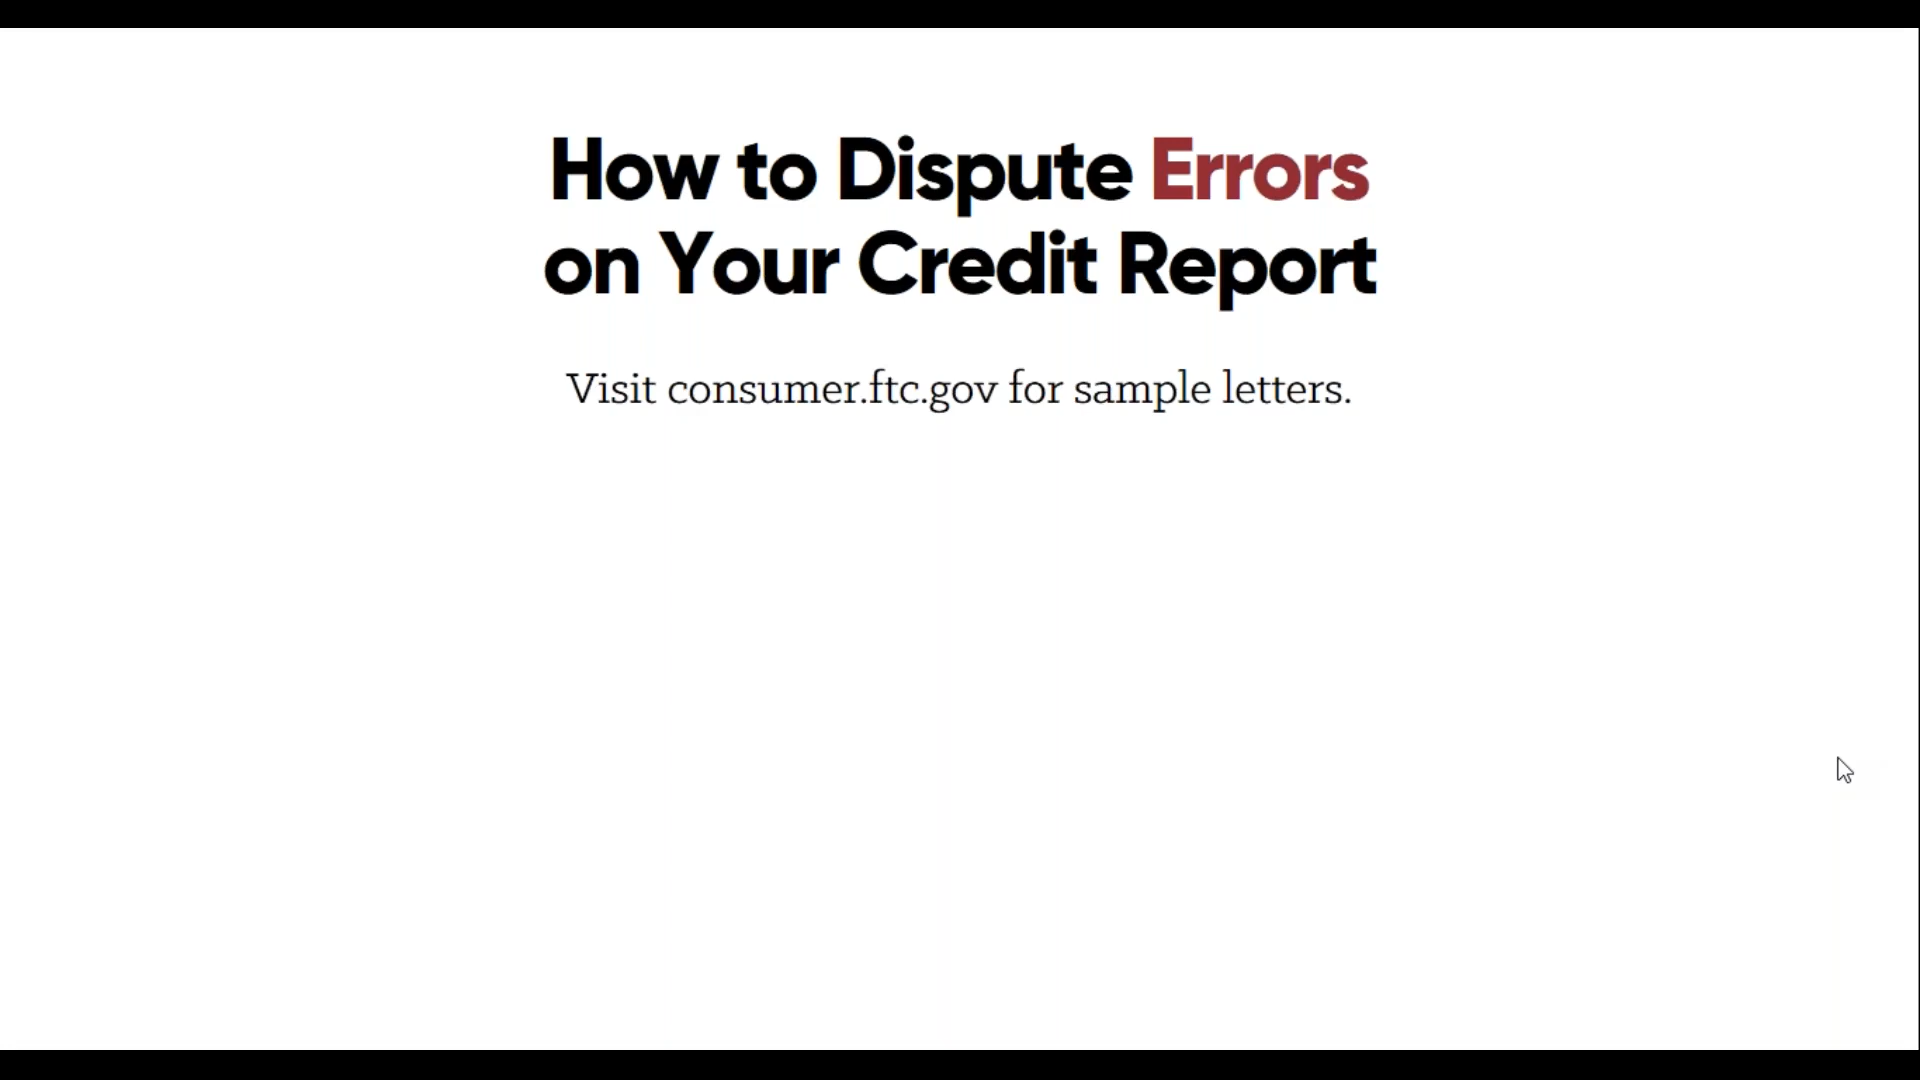 How to Dispute Errors
on Your Credit Report
Visit consumer.ftc.gov for sample letters.